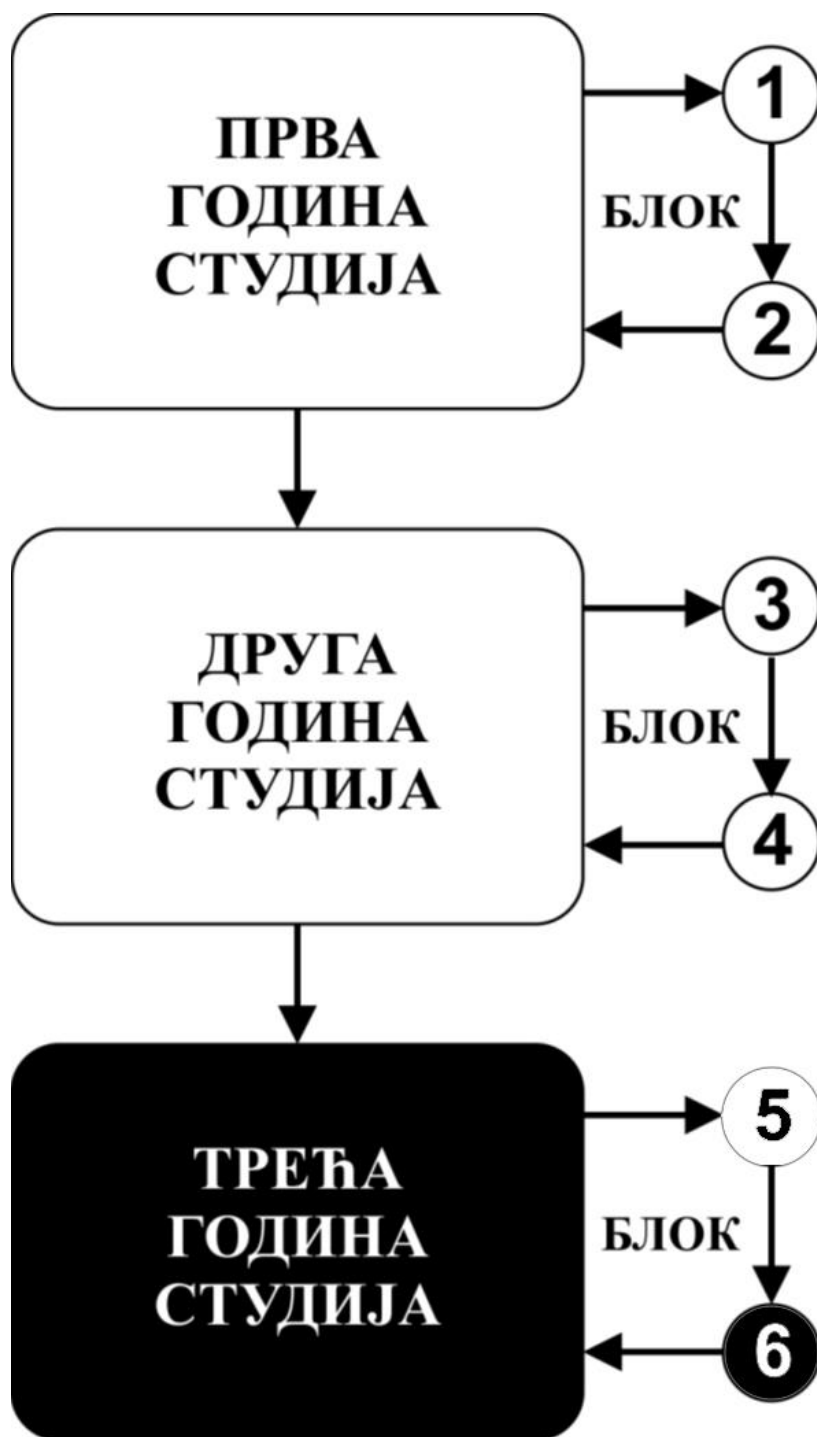 ПРВА
ГОДИНА
СТУДИЈА
1
БЛОК
2
ДРУГА
ГОДИНА
СТУДИЈА
3
БЛОК
4
ТРЕЋА
ГОДИНА
СТУДИЈА
5
БЛОК
6